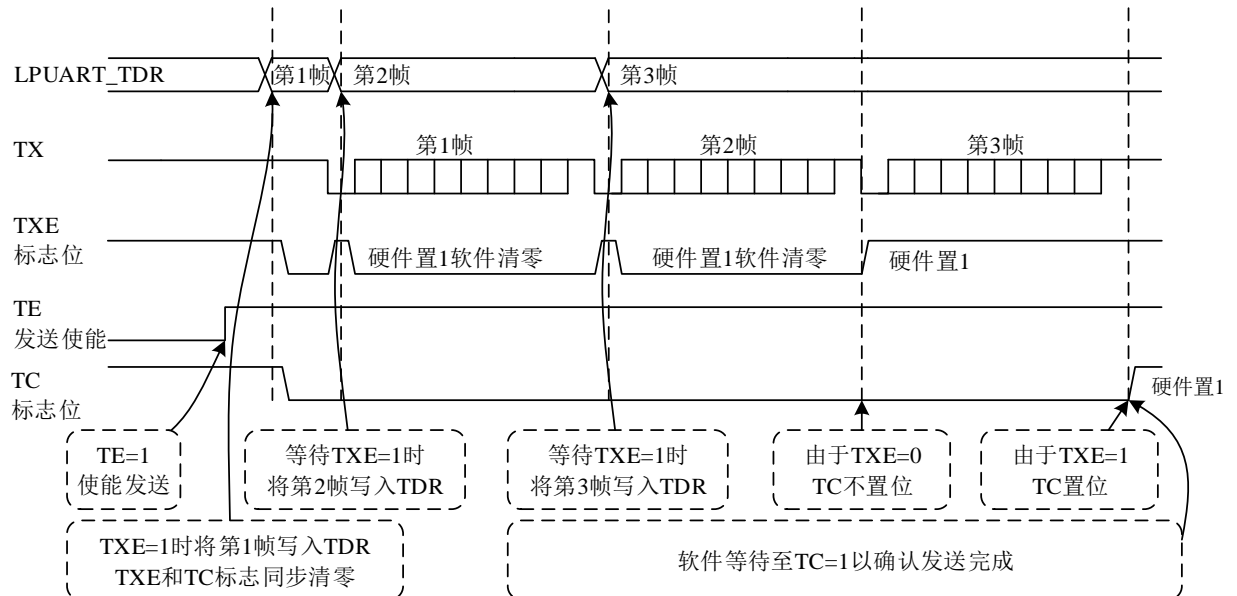 LPUART_TDR
第1帧
第2帧
第3帧
TX
第1帧
第2帧
第3帧
TXE
标志位
硬件置1软件清零
硬件置1软件清零
硬件置1
TE
发送使能
TC
标志位
硬件置1
TE=1
使能发送
等待TXE=1时
将第2帧写入TDR
等待TXE=1时
将第3帧写入TDR
由于TXE=0
TC不置位
由于TXE=1
TC置位
TXE=1时将第1帧写入TDR
TXE和TC标志同步清零
软件等待至TC=1以确认发送完成